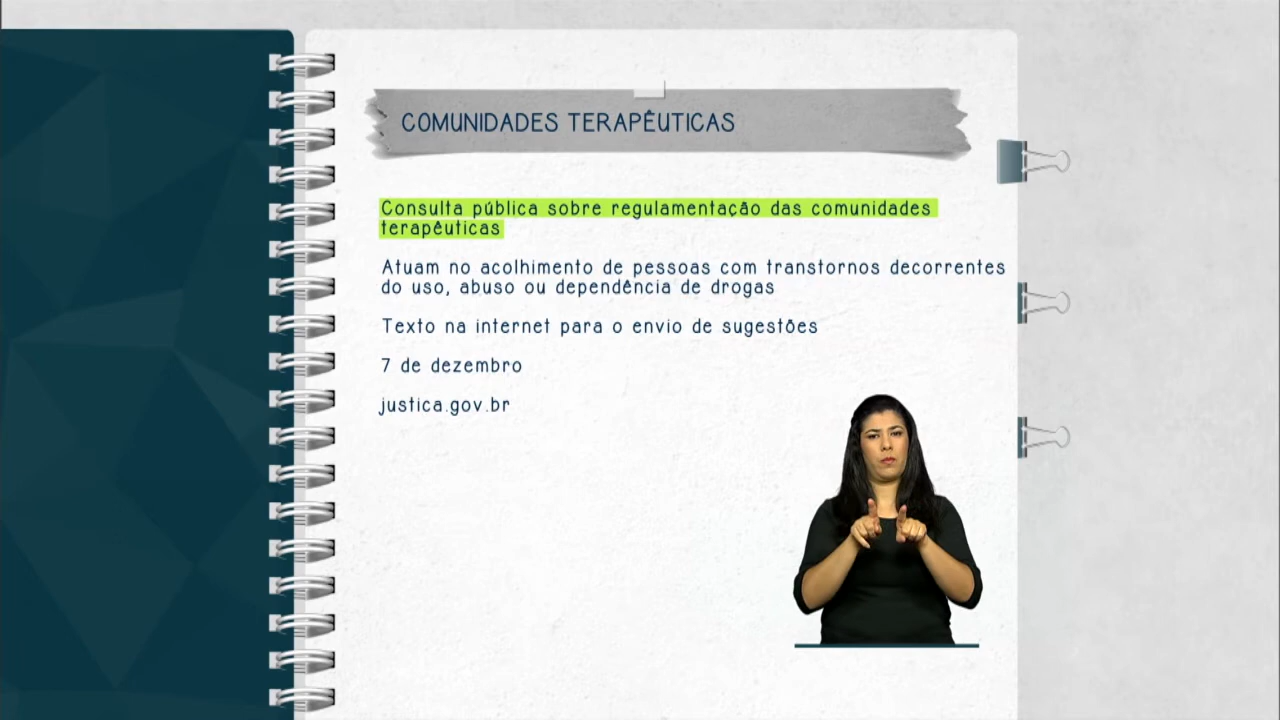 COMUNIDADES TERAPÊUTICAS
Consulta pública sobre regulamentação das comunidades
terapêuticas
Atuam no acolhimento de pessoas com transtornos decorrentes
do uso, abuso ou dependência de drogas
Texto na internet para o envio de sugestões
7 de dezembro
justica.gov.br